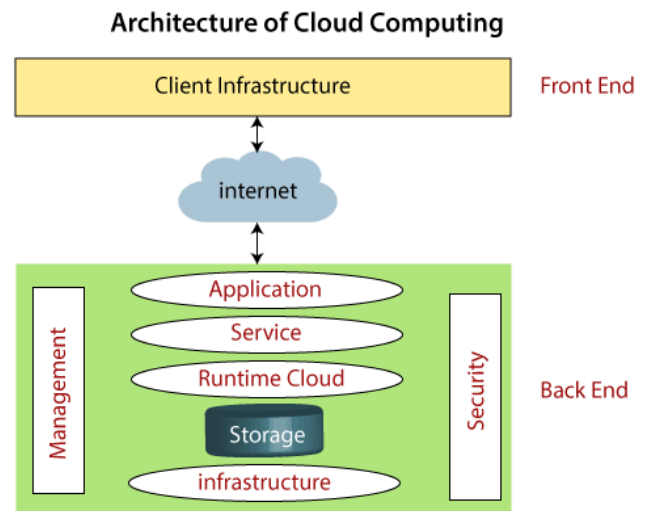 Architecture of Cloud Computing
Client Infrastructure
Front End
internet
Application
Service
Runtime Cloud
Storage
infrastructure
Management
Security
Back End